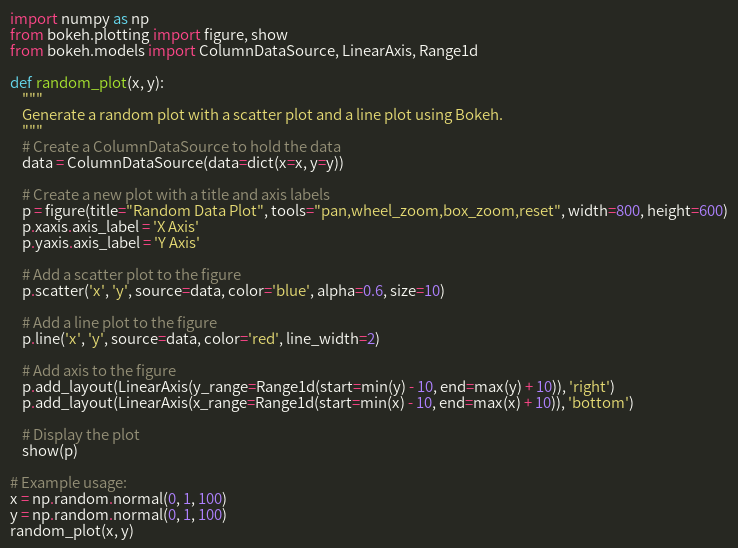 import numpy as np
from bokeh.plotting import figure, show
from bokeh.models import ColumnDataSource, LinearAxis, Range1d

def random_plot(x, y):
    """
    Generate a random plot with a scatter plot and a line plot using Bokeh.
    """
    # Create a ColumnDataSource to hold the data
    data = ColumnDataSource(data=dict(x=x, y=y))

    # Create a new plot with a title and axis labels
    p = figure(title="Random Data Plot", tools="pan,wheel_zoom,box_zoom,reset", width=800, height=600)
    p.xaxis.axis_label = 'X Axis'
    p.yaxis.axis_label = 'Y Axis'

    # Add a scatter plot to the figure
    p.scatter('x', 'y', source=data, color='blue', alpha=0.6, size=10)

    # Add a line plot to the figure
    p.line('x', 'y', source=data, color='red', line_width=2)

    # Add axis to the figure
    p.add_layout(LinearAxis(y_range=Range1d(start=min(y) - 10, end=max(y) + 10)), 'right')
    p.add_layout(LinearAxis(x_range=Range1d(start=min(x) - 10, end=max(x) + 10)), 'bottom')

    # Display the plot
    show(p)

# Example usage:
x = np.random.normal(0, 1, 100)
y = np.random.normal(0, 1, 100)
random_plot(x, y)